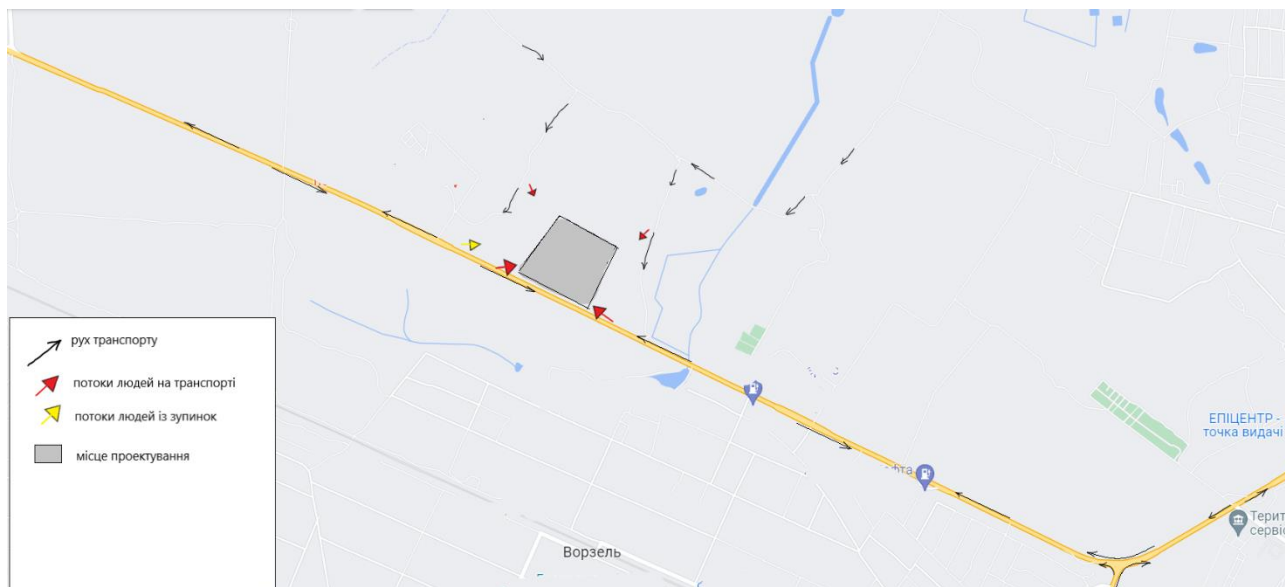 рух транспорту
потоки людей на транспорті
потоки людей із зупинок
місце проектування
ЕПІЦЕНТР -
точка видачі
Ворзель